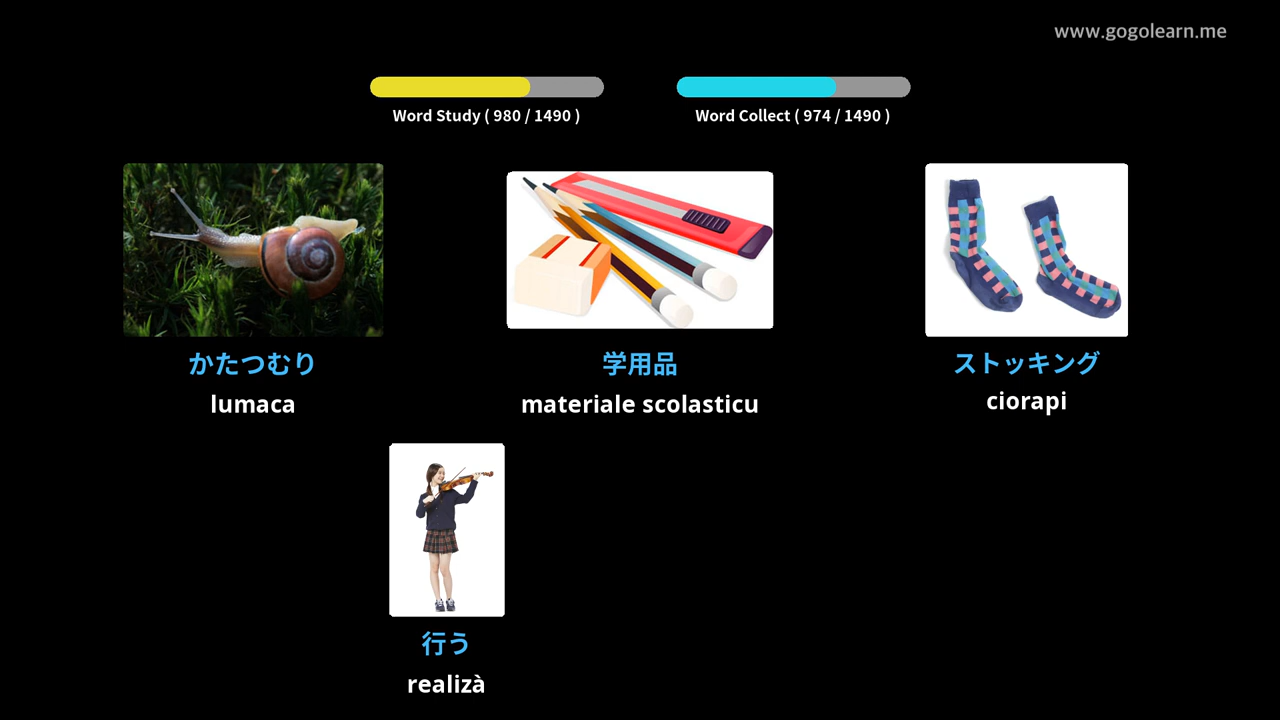 www.gogolearn.me
Word Study ( 980 / 1490 )
Word Collect ( 974 / 1490 )
かたつむり
学用品
ストッキング
lumaca
materiale scolasticu
ciorapi
行う
realizà